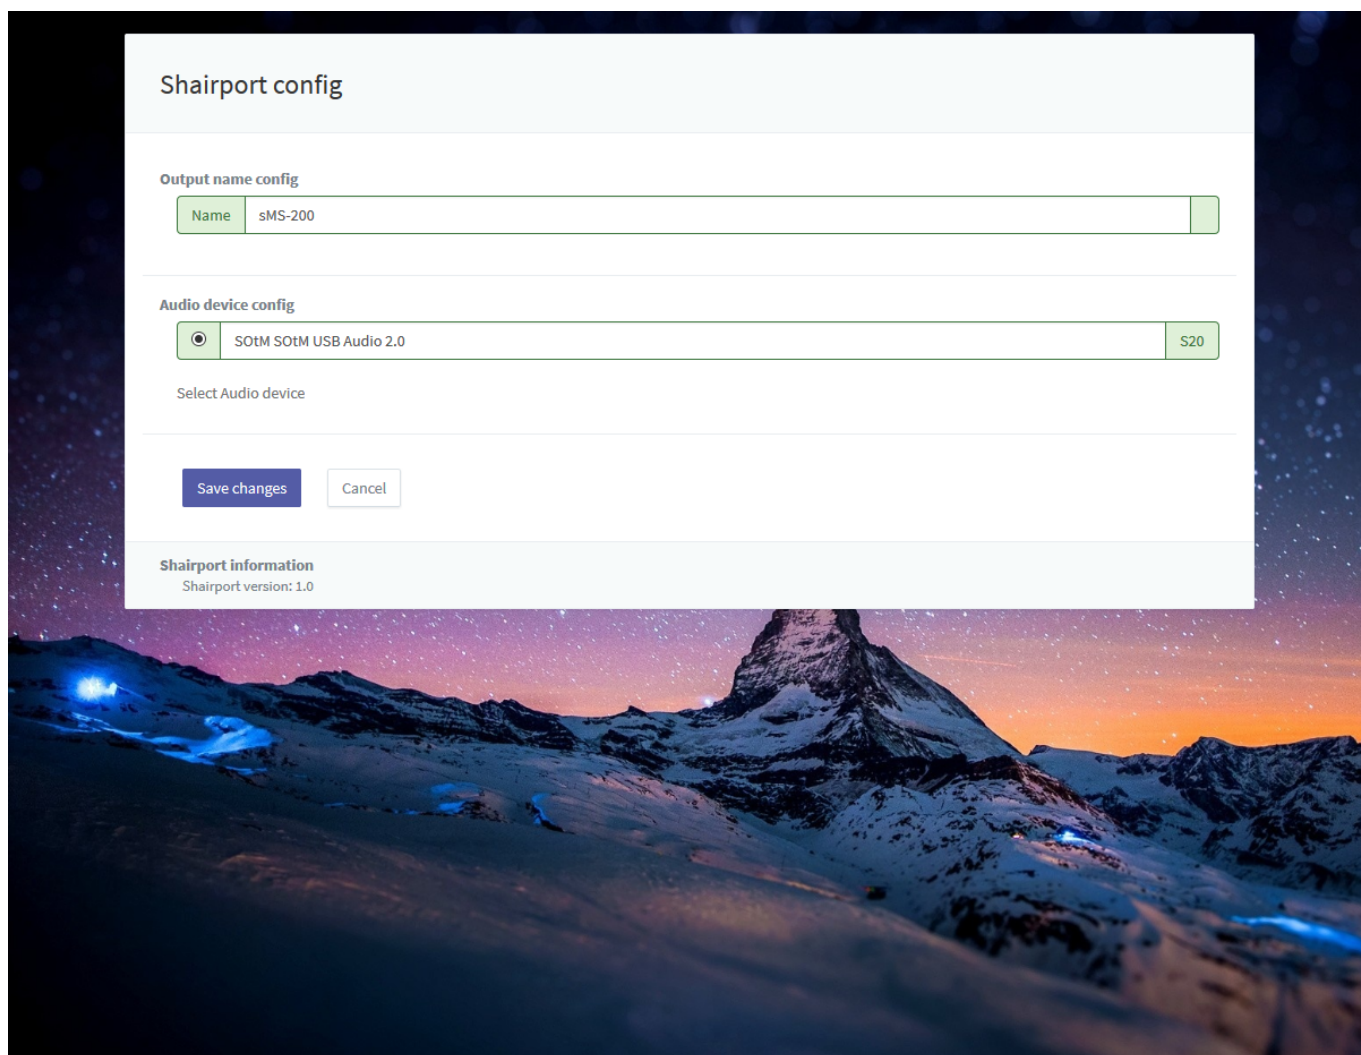 Shairport config
Output name config
Name sMS-200
Audio device config
SOtM SOtM USB Audio 2.0 S20
Select Audio device
Save changes Cancel
Shairport information
Shairport version: 1.0